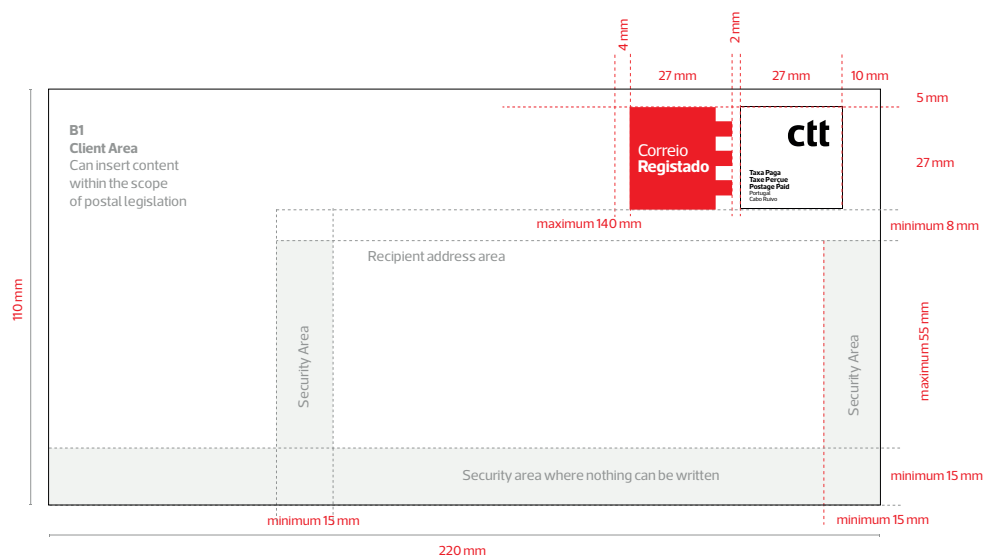 4 mm
2 mm
27 mm
27 mm
10 mm
5 mm
B1
Client Area
Can insert content
within the scope
of postal legislation
Correio
Registado
ctt
Taxa Paga
Taxe Perçue
Postage Paid
Portugal
Cabo Ruivo
27 mm
maximum 140 mm
minimum 8 mm
Recipient address area
110 mm
Security Area
Security Area
maximum 55 mm
Security area where nothing can be written
minimum 15 mm
minimum 15 mm
minimum 15 mm
220 mm